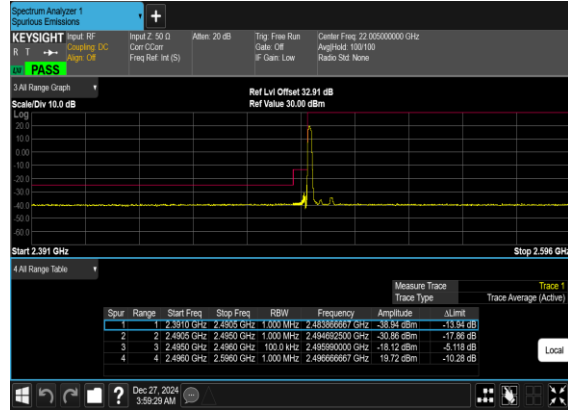 Spectrum Analyzer 1
Spurious Emissions
+
KEYSIGHT Input: RF Input Z: 50 Ω Atten: 20 dB Trig: Free Run Center Freq: 22.005000000 GHz
R T Coupling: DC Corr CCorr Gate: Off Avg|Hold: 100/100
Align: Off Freq Ref: Int (S) IF Gain: Low Radio Std: None
LW PASS
3 All Range Graph
Ref Lvl Offset 32.91 dB
Scale/Div 10.0 dB Ref Value 30.00 dBm
Log
20.0
10.0
0.00
-10.0
-20.0
-30.0
-40.0
-50.0
-60.0
Start 2.391 GHz Stop 2.596 GHz
4 All Range Table
Measure Trace Trace 1
Trace Type Trace Average (Active)
Spur Range Start Freq Stop Freq RBW Frequency Amplitude ΔLimit
1 1 2.3910 GHz 2.4905 GHz 1.000 MHz 2.483866667 GHz -38.94 dBm -13.94 dB
2 2 2.4905 GHz 2.4950 GHz 1.000 MHz 2.494692500 GHz -30.86 dBm -17.86 dB
3 3 2.4950 GHz 2.4960 GHz 100.0 kHz 2.495990000 GHz -18.12 dBm -5.118 dB
4 4 2.4960 GHz 2.5960 GHz 1.000 MHz 2.496666667 GHz 19.72 dBm -10.28 dB
Local
? Dec 27, 2024
3:59:29 AM